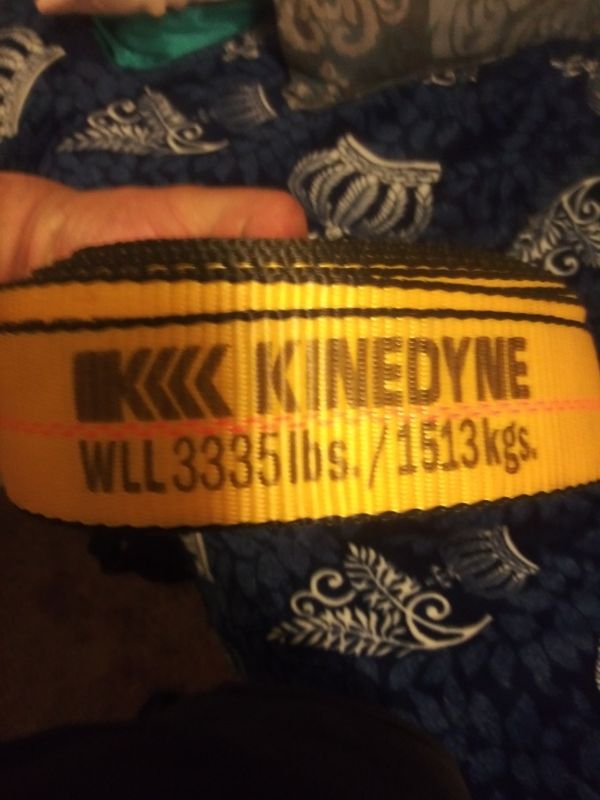 K KINEDYNE
WLL 3335 lbs. / 1513 kgs.